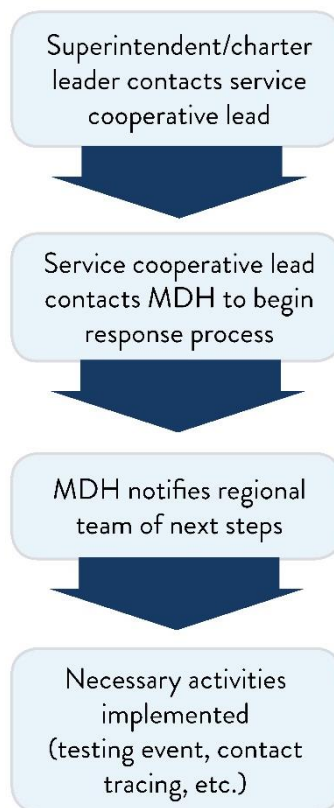 Superintendent/charter
leader contacts service
cooperative lead
Service cooperative lead
contacts MDH to begin
response process
MDH notifies regional
team of next steps
Necessary activities
implemented
(testing event, contact
tracing, etc.)